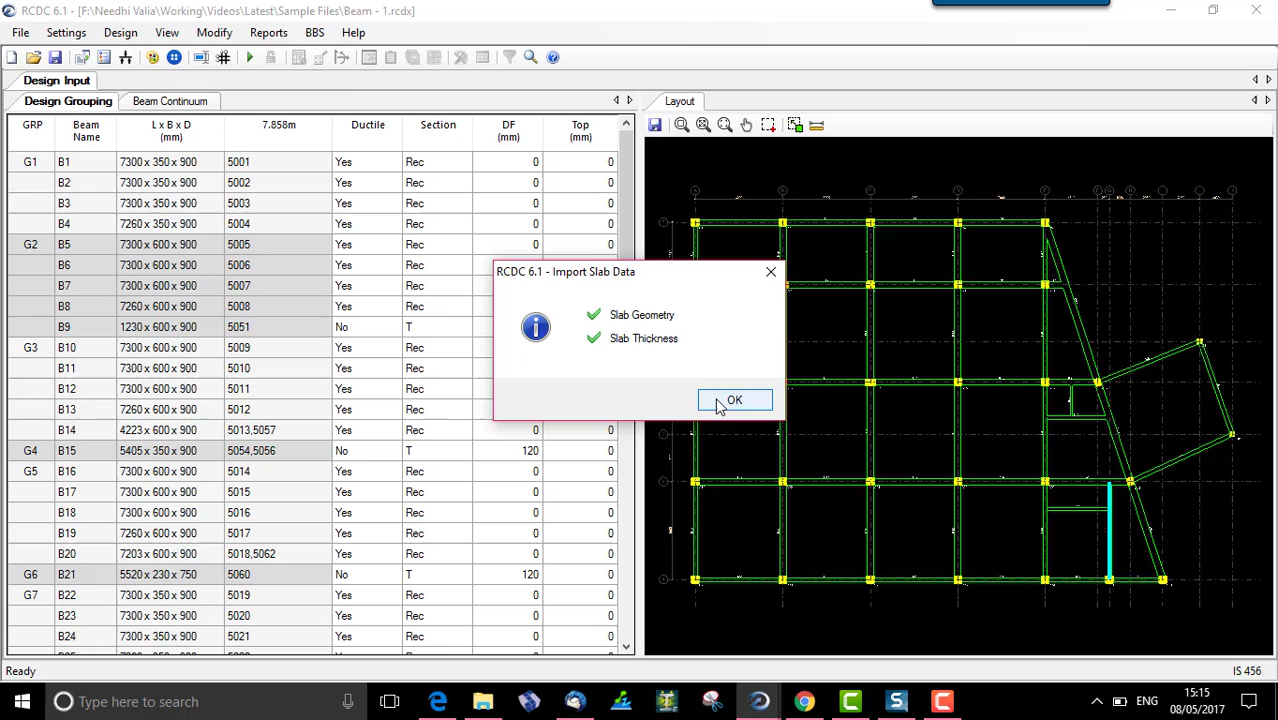 RCDC 6.1 - [F:\Needhi Valia\Working\Videos\Latest\Sample Files\Beam - 1.rcdx]
File Settings Design View Modify Reports BBS Help
Design Input
Design Grouping Beam Continuum
Layout
GRP Beam Name L x B x D (mm) 7.858m Ductile Section DF (mm) Top (mm)
G1 B1 7300 x 350 x 900 5001 Yes Rec 0 0
B2 7300 x 350 x 900 5002 Yes Rec 0 0
B3 7300 x 350 x 900 5003 Yes Rec 0 0
B4 7260 x 350 x 900 5004 Yes Rec 0 0
G2 B5 7300 x 600 x 900 5005 Yes Rec 0 0
B6 7300 x 600 x 900 5006 Yes Rec
B7 7300 x 600 x 900 5007 Yes Rec
B8 7260 x 600 x 900 5008 Yes Rec
B9 1230 x 600 x 900 5051 No T
G3 B10 7300 x 600 x 900 5009 Yes Rec
B11 7300 x 600 x 900 5010 Yes Rec
B12 7300 x 600 x 900 5011 Yes Rec
B13 7260 x 600 x 900 5012 Yes Rec
B14 4223 x 600 x 900 5013,5057 Yes Rec 0 0
G4 B15 5405 x 350 x 900 5054,5056 No T 120 0
G5 B16 7300 x 600 x 900 5014 Yes Rec 0 0
B17 7300 x 600 x 900 5015 Yes Rec 0 0
B18 7300 x 600 x 900 5016 Yes Rec 0 0
B19 7260 x 600 x 900 5017 Yes Rec 0 0
B20 7203 x 600 x 900 5018,5062 Yes Rec 0 0
G6 B21 5520 x 230 x 750 5060 No T 120 0
G7 B22 7300 x 600 x 900 5019 Yes Rec 0 0
B23 7300 x 600 x 900 5020 Yes Rec 0 0
B24 7300 x 600 x 900 5021 Yes Rec 0 0
RCDC 6.1 - Import Slab Data
Slab Geometry
Slab Thickness
OK
Ready
IS 456
Type here to search
ENG
15:15
08/05/2017